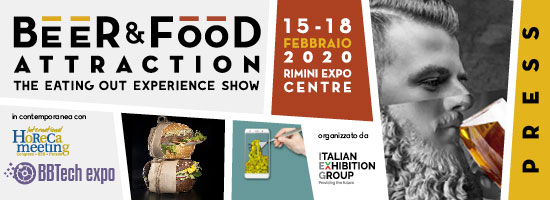 BEER & FOOD
ATTRACTION
THE EATING OUT EXPERIENCE SHOW
15-18
FEBBRAIO
2020
RIMINI EXPO
CENTRE
PRESS
in contemporanea con
International
HoReCa
meeting
BBTech expo
organizzato da
ITALIAN
EXHIBITION
GROUP
Providing the future